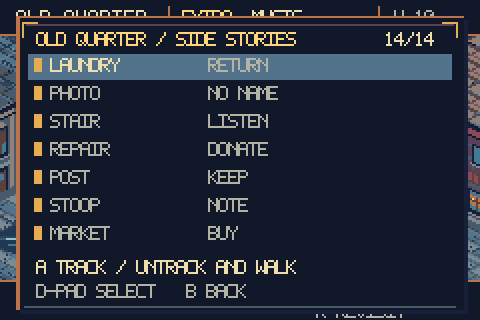 OLD QUARTER / SIDE STORIES 14/14
LAUNDRY RETURN
PHOTO NO NAME
STAIR LISTEN
REPAIR DONATE
POST KEEP
STOOP NOTE
MARKET BUY
A TRACK / UNTRACK AND WALK
D-PAD SELECT B BACK